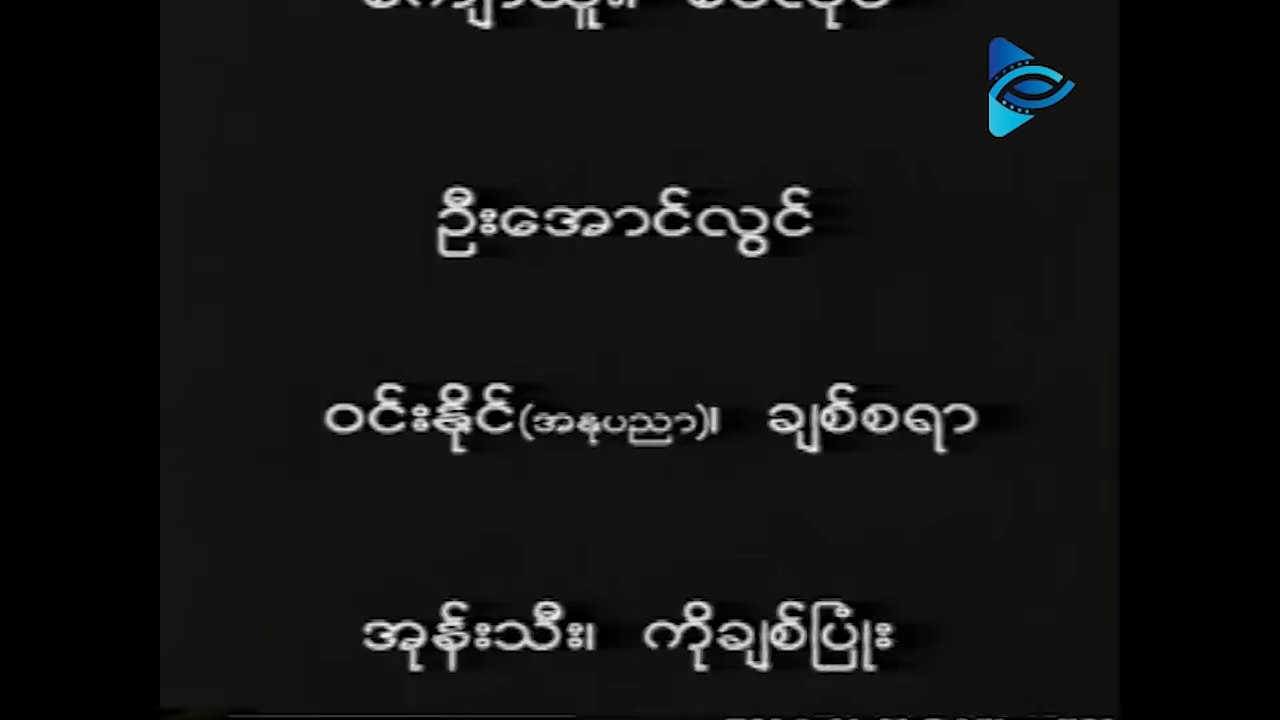 ဦးအောင်လွင်
ဝင်းနိုင်(အနုပညာ)၊ ချစ်စရာ
အုန်းသီး၊ ကိုချစ်ပြုံး